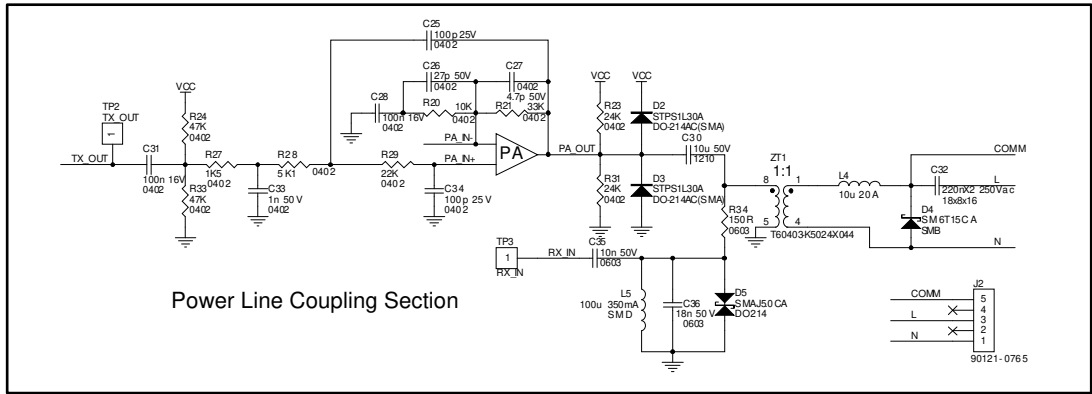 C25
100p 25V
0402
C26
27p 50V
0402
C27
0402
4.7p 50V
C28
100n 16V
0402
R20
10K
0402
R21
33K
0402
VCC
R24
47K
0402
TP2
TX_OUT
1
TX_OUT
C31
100n 16V
0402
R27
1K5
0402
R28
5K1
0402
R33
47K
0402
C33
1n 50V
0402
R29
22K
0402
PA_IN-
PA_IN+
PA
C34
100p 25V
0402
PA_OUT
VCC
R23
24K
0402
VCC
D2
STPS1L30A
DO-214AC(SMA)
C30
10u 50V
1210
R31
24K
0402
D3
STPS1L30A
DO-214AC(SMA)
ZT1
1:1
8
1
5
4
T60403-K5024-X044
R34
150R
0603
L4
10u 20A
COMM
C32
L
220nX2 250Vac
18x8x16
D4
SM6T15CA
SMB
N
TP3
1
RX_IN
RX_IN
C35
10n 50V
0603
L5
100u 350mA
SMD
C36
18n 50V
0603
D5
SMAJ5.0CA
DO214
Power Line Coupling Section
J2
COMM
5
4
L
3
2
N
1
90121-0765